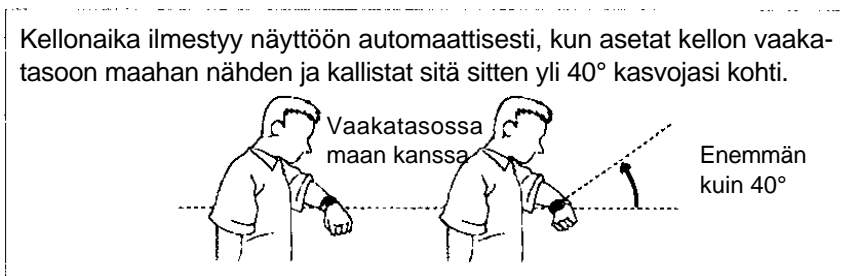 Kellonaika ilmestyy näyttöön automaattisesti, kun asetat kellon vaaka-
tasoon maahan nähden ja kallistat sitä sitten yli 40° kasvojasi kohti.
Vaakatasossa
maan kanssa
Enemmän
kuin 40°